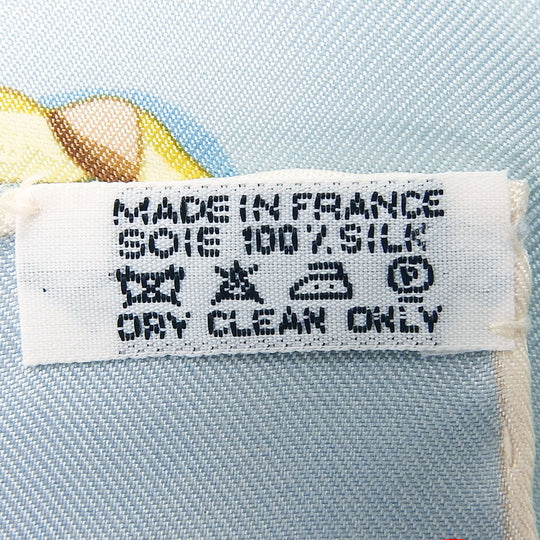 MADE IN FRANCE
SOIE 100% SILK
P
DRY CLEAN ONLY